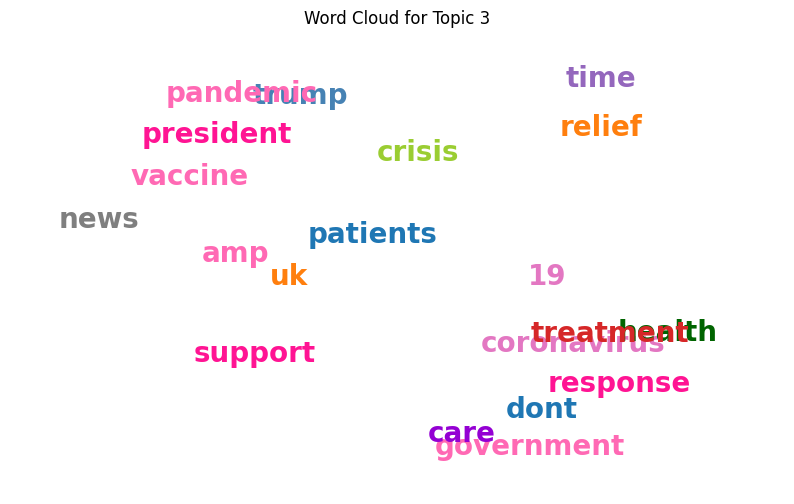 Word Cloud for Topic 3
time
pandemic trump
relief
president
crisis
vaccine
news
patients
amp
uk
19
treatment health
coronavirus
support
response
dont
care
government